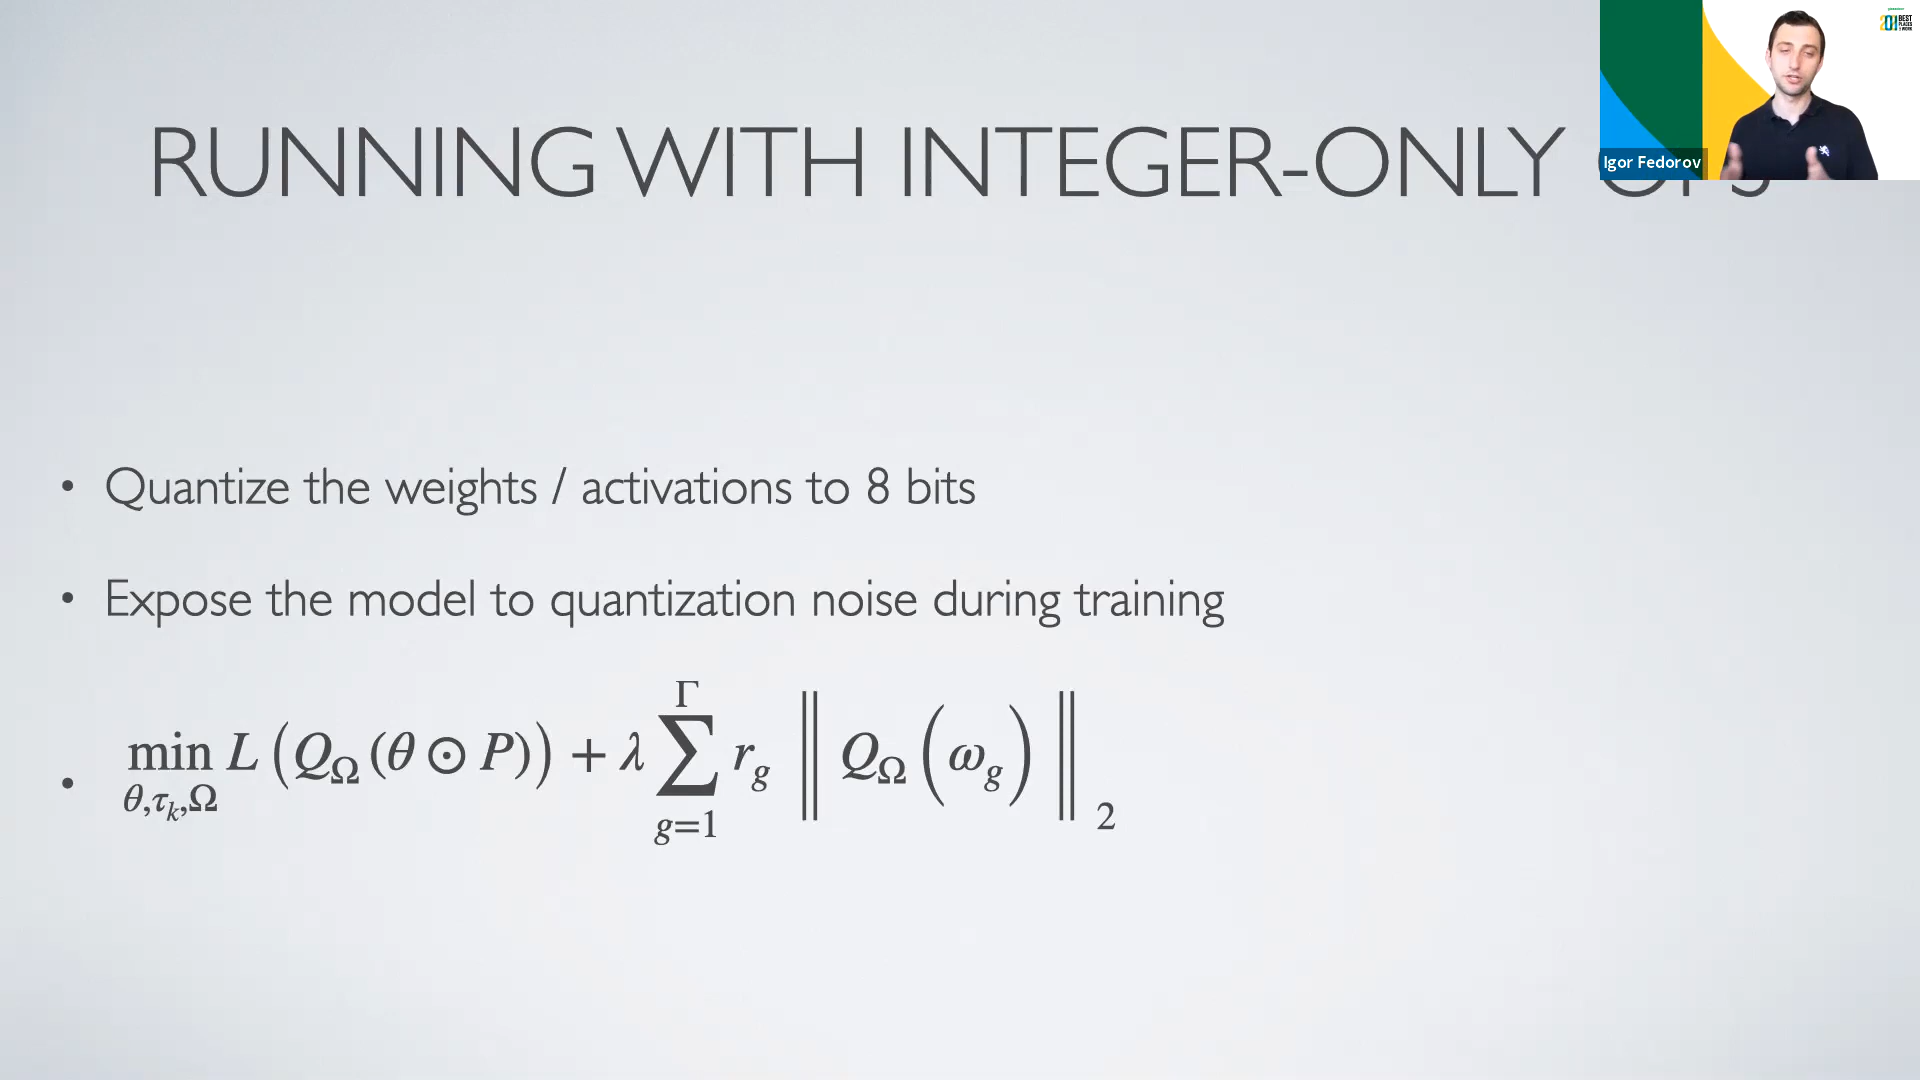 RUNNING WITH INTEGER-ONLY
Igor Fedorov
• Quantize the weights / activations to 8 bits
• Expose the model to quantization noise during training
• min_{θ,τ_k,Ω} L (Q_Ω (θ ⊙ P)) + λ ∑_{g=1}^{Γ} r_g ‖ Q_Ω (ω_g) ‖_2